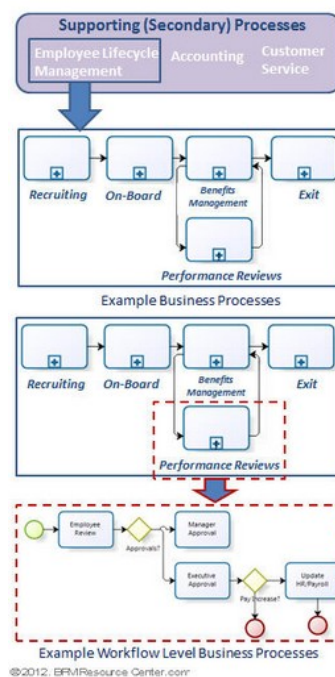 Supporting (Secondary) Processes
Employee Lifecycle
Management
Accounting
Customer
Service
Recruiting
On-Board
Benefits
Management
Exit
Performance Reviews
Example Business Processes
Recruiting
On-Board
Benefits
Management
Exit
Performance Reviews
Employee
Review
Approvals?
Manager
Approval
Executive
Approval
Pay Increase?
Update
HR/Payroll
Example Workflow Level Business Processes
©2012. BPMResource Center.com